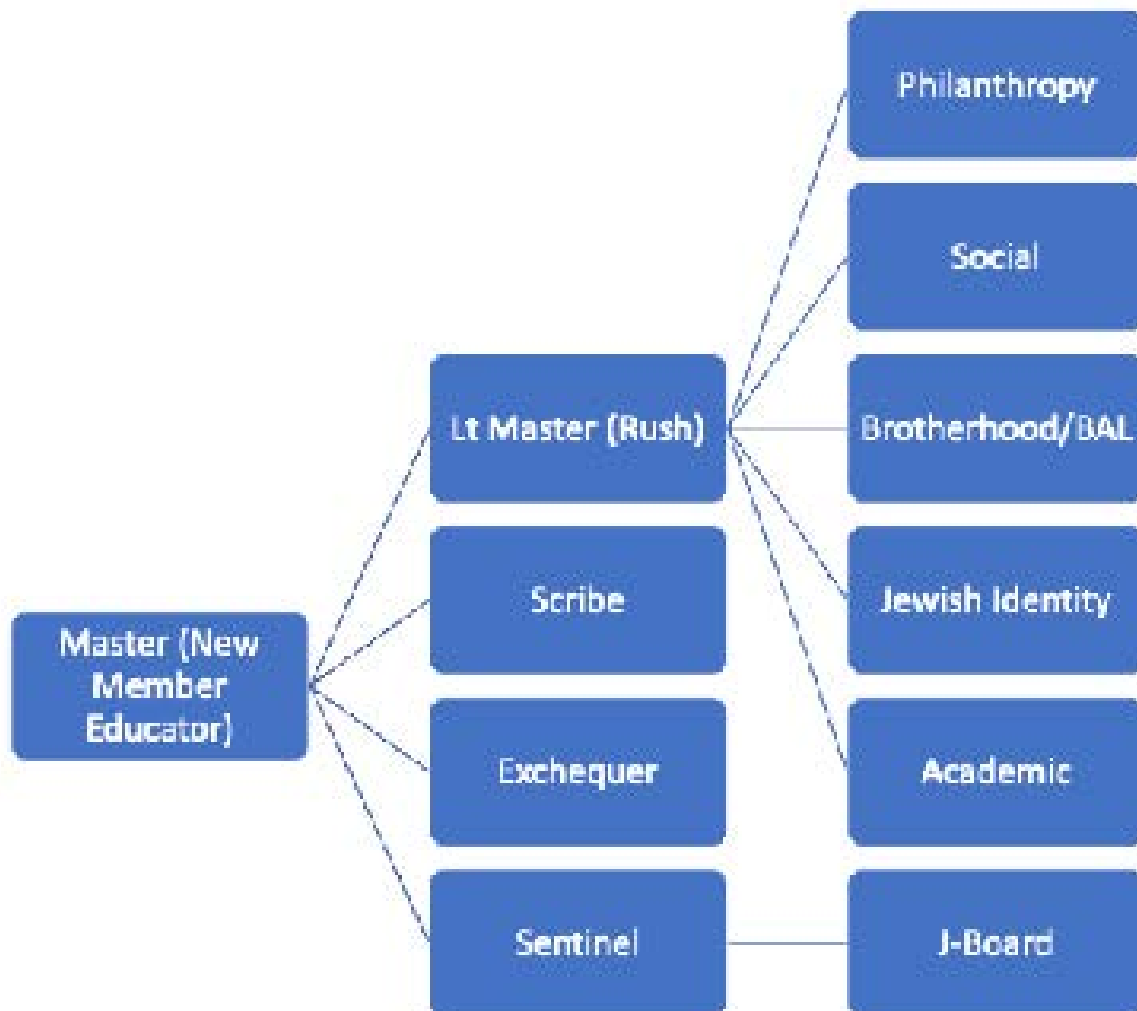 Philanthropy
Social
Lt Master (Rush)
Brotherhood/BAL
Scribe
Jewish Identity
Master (New
Member
Educator)
Exchequer
Academic
Sentinel
J-Board